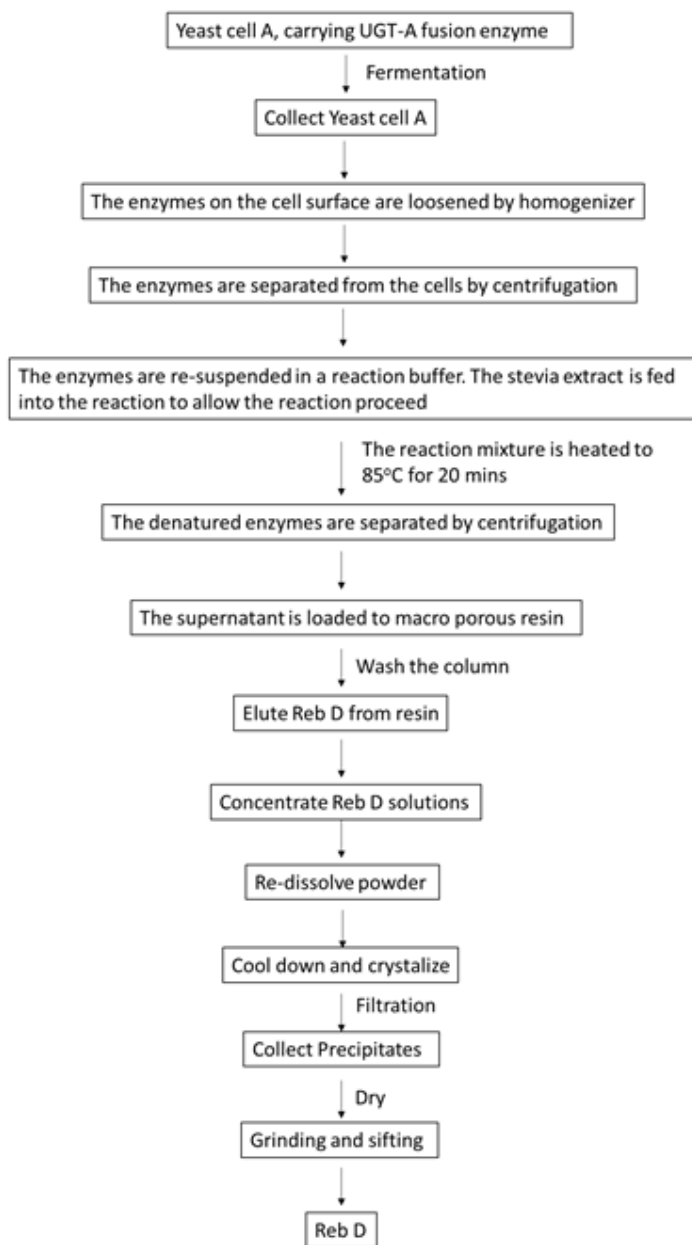 Yeast cell A, carrying UGT-A fusion enzyme
Fermentation
Collect Yeast cell A
The enzymes on the cell surface are loosened by homogenizer
The enzymes are separated from the cells by centrifugation
The enzymes are re-suspended in a reaction buffer. The stevia extract is fed
into the reaction to allow the reaction proceed
The reaction mixture is heated to
85°C for 20 mins
The denatured enzymes are separated by centrifugation
The supernatant is loaded to macro porous resin
Wash the column
Elute Reb D from resin
Concentrate Reb D solutions
Re-dissolve powder
Cool down and crystalize
Filtration
Collect Precipitates
Dry
Grinding and sifting
Reb D